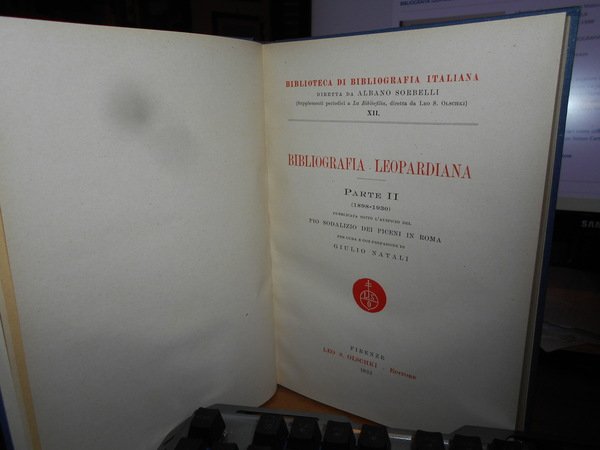 BIBLIOTECA DI BIBLIOGRAFIA ITALIANA
DIRETTA DA ALBANO SORBELLI
(Supplementi periodici a La Bibliofilia, diretta da LEO S. OLSCHKI)
XII.
BIBLIOGRAFIA LEOPARDIANA
PARTE II
(1898-1930)
PUBBLICATA SOTTO L'AUSPICIO DEL
PIO SODALIZIO DEI PICENI IN ROMA
PER CURA E CON PREFAZIONE DI
GIULIO NATALI
LS
O
FIRENZE
LEO S. OLSCHKI - EDITORE
SAM